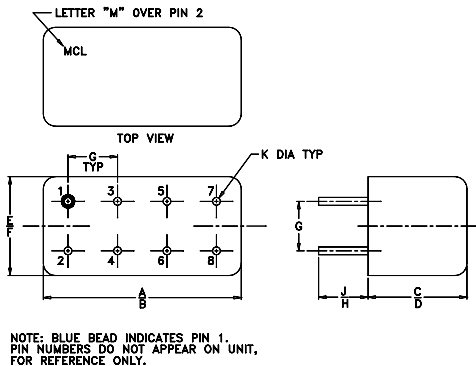 LETTER "M" OVER PIN 2
MCL
TOP VIEW
G
TYP
K DIA TYP
1 3 5 7
E
F
G
2 4 6 8
A
B
J
H
C
D
NOTE: BLUE BEAD INDICATES PIN 1.
PIN NUMBERS DO NOT APPEAR ON UNIT,
FOR REFERENCE ONLY.